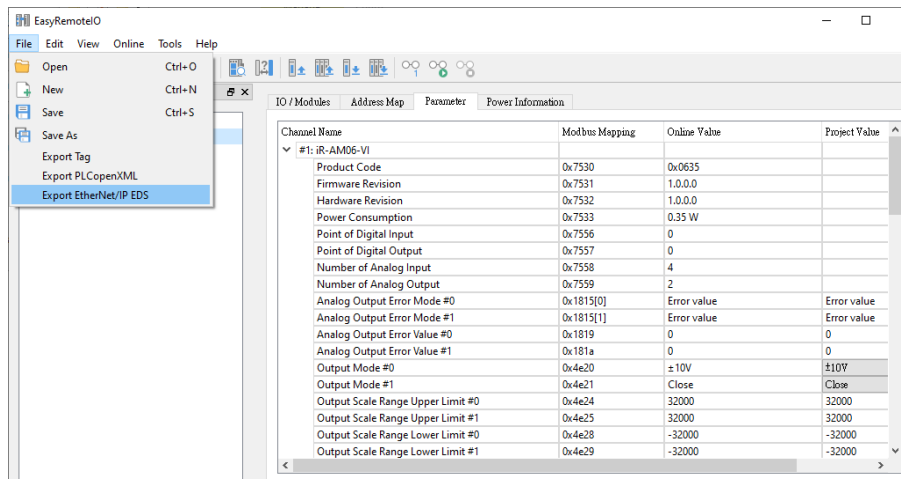 EasyRemoteIO
File Edit View Online Tools Help
Open Ctrl+O
New Ctrl+N
Save Ctrl+S
Save As
Export Tag
Export PLCopenXML
Export EtherNet/IP EDS
IO / Modules Address Map Parameter Power Information
Channel Name Modbus Mapping Online Value Project Value
#1: iR-AM06-VI
Product Code 0x7530 0x0635
Firmware Revision 0x7531 1.0.0.0
Hardware Revision 0x7532 1.0.0.0
Power Consumption 0x7533 0.35 W
Point of Digital Input 0x7556 0
Point of Digital Output 0x7557 0
Number of Analog Input 0x7558 4
Number of Analog Output 0x7559 2
Analog Output Error Mode #0 0x1815[0] Error value Error value
Analog Output Error Mode #1 0x1815[1] Error value Error value
Analog Output Error Value #0 0x1819 0 0
Analog Output Error Value #1 0x181a 0 0
Output Mode #0 0x4e20 ±10V ±10V
Output Mode #1 0x4e21 Close Close
Output Scale Range Upper Limit #0 0x4e24 32000 32000
Output Scale Range Upper Limit #1 0x4e25 32000 32000
Output Scale Range Lower Limit #0 0x4e28 -32000 -32000
Output Scale Range Lower Limit #1 0x4e29 -32000 -32000